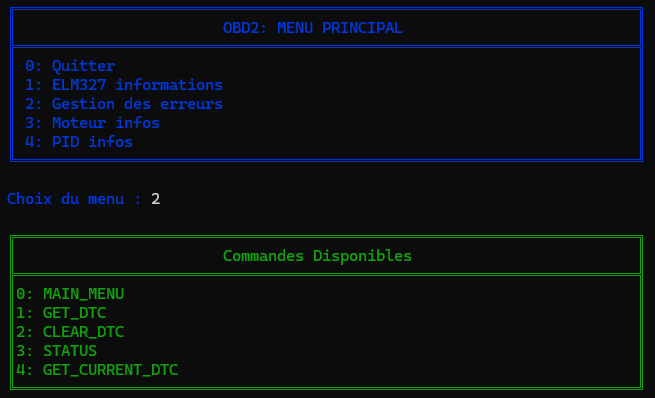 OBD2: MENU PRINCIPAL
0: Quitter
1: ELM327 informations
2: Gestion des erreurs
3: Moteur infos
4: PID infos
Choix du menu : 2
Commandes Disponibles
0: MAIN_MENU
1: GET_DTC
2: CLEAR_DTC
3: STATUS
4: GET_CURRENT_DTC